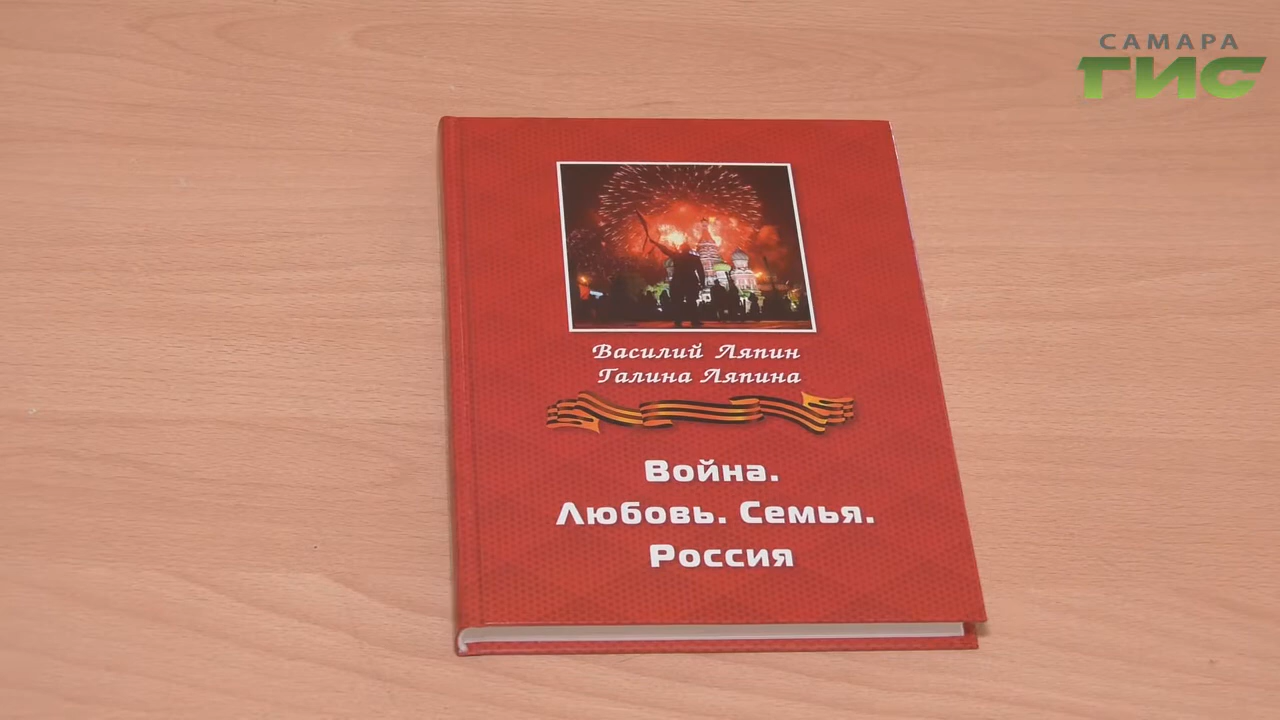 САМАРА
ГИС
Василий Ляпин
Галина Ляпина
Война.
Любовь. Семья.
Россия